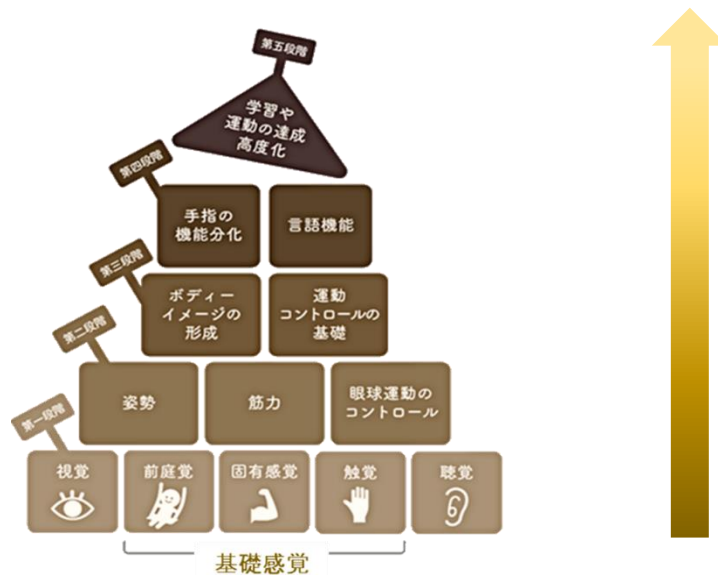 第五段階
学習や
運動の達成
高度化
第四段階
手指の
機能分化
言語機能
第三段階
ボディー
イメージの
形成
運動
コントロールの
基礎
第二段階
姿勢
筋力
眼球運動の
コントロール
第一段階
視覚
前庭覚
固有感覚
触覚
聴覚
基礎感覚